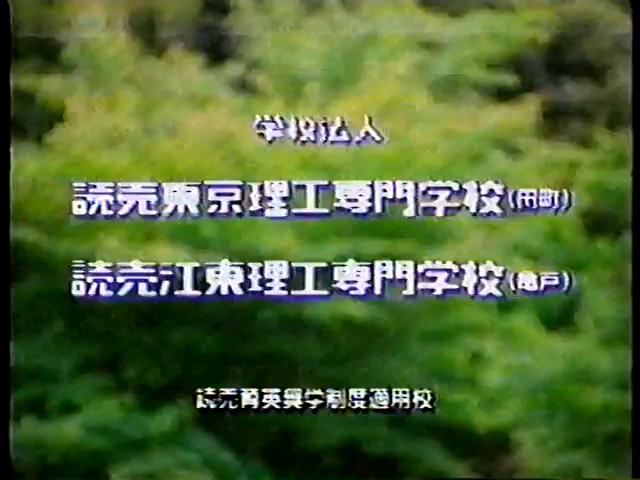 学校法人
読売東京理工専門学校(田町)
読売江東理工専門学校(亀戸)
読売育英奨学制度適用校